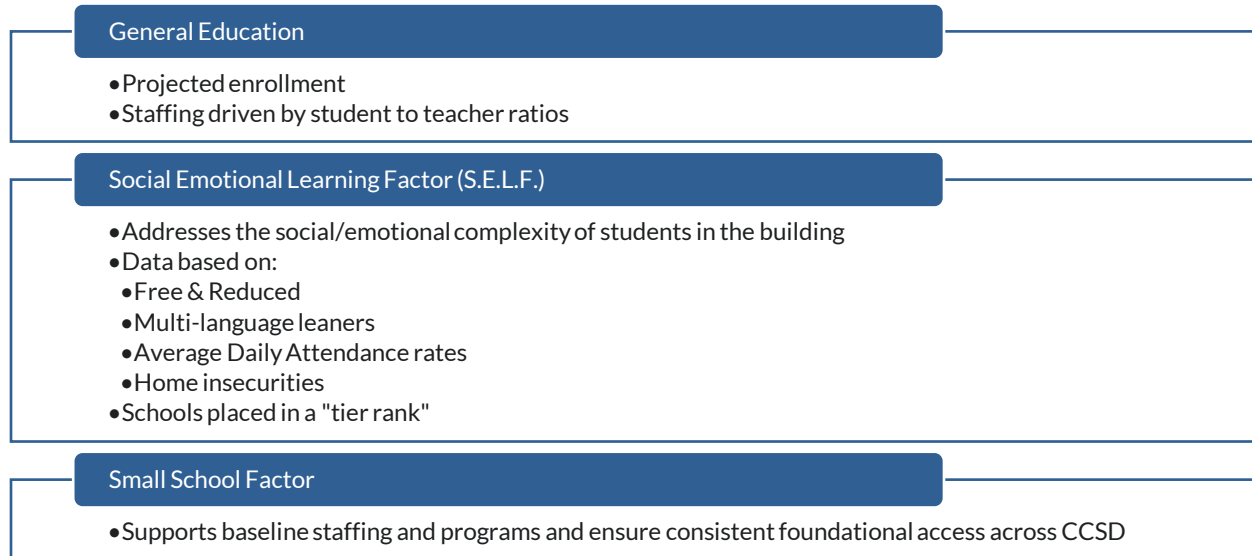 General Education
•Projected enrollment
•Staffing driven by student to teacher ratios
Social Emotional Learning Factor (S.E.L.F.)
•Addresses the social/emotional complexity of students in the building
•Data based on:
•Free & Reduced
•Multi-language leaners
•Average Daily Attendance rates
•Home insecurities
•Schools placed in a "tier rank"
Small School Factor
•Supports baseline staffing and programs and ensure consistent foundational access across CCSD